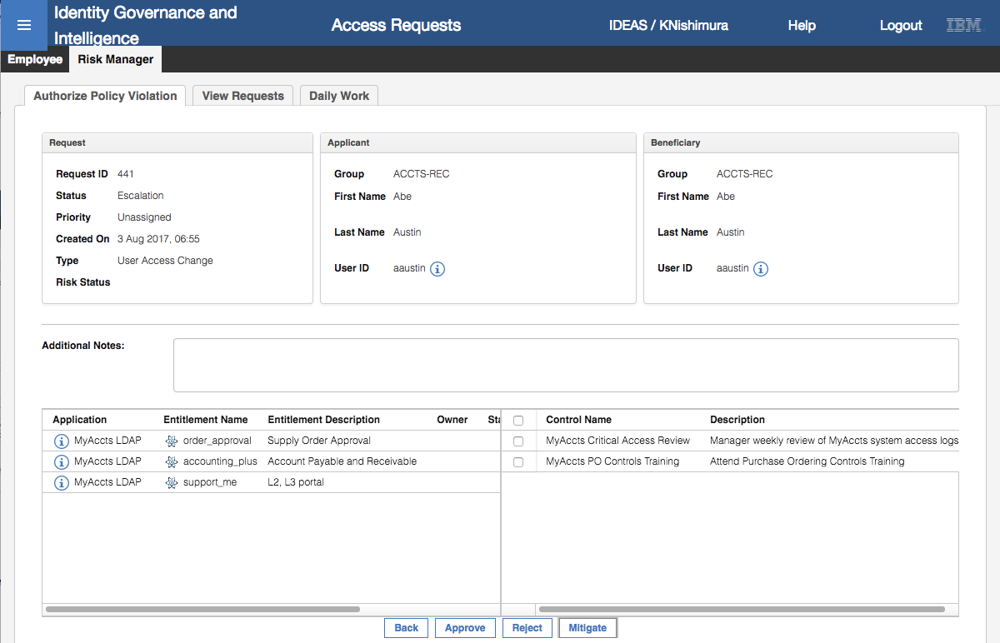 Identity Governance and
Intelligence
Access Requests
IDEAS / KNishimura
Help
Logout
IBM
Employee
Risk Manager
Authorize Policy Violation
View Requests
Daily Work
Request
Request ID 441
Status Escalation
Priority Unassigned
Created On 3 Aug 2017, 06:55
Type User Access Change
Risk Status
Applicant
Group ACCTS-REC
First Name Abe
Last Name Austin
User ID aaustin
Beneficiary
Group ACCTS-REC
First Name Abe
Last Name Austin
User ID aaustin
Additional Notes:
Application Entitlement Name Entitlement Description Owner Sta
MyAccts LDAP order_approval Supply Order Approval
MyAccts LDAP accounting_plus Account Payable and Receivable
MyAccts LDAP support_me L2, L3 portal
Control Name Description
MyAccts Critical Access Review Manager weekly review of MyAccts system access logs
MyAccts PO Controls Training Attend Purchase Ordering Controls Training
Back Approve Reject Mitigate